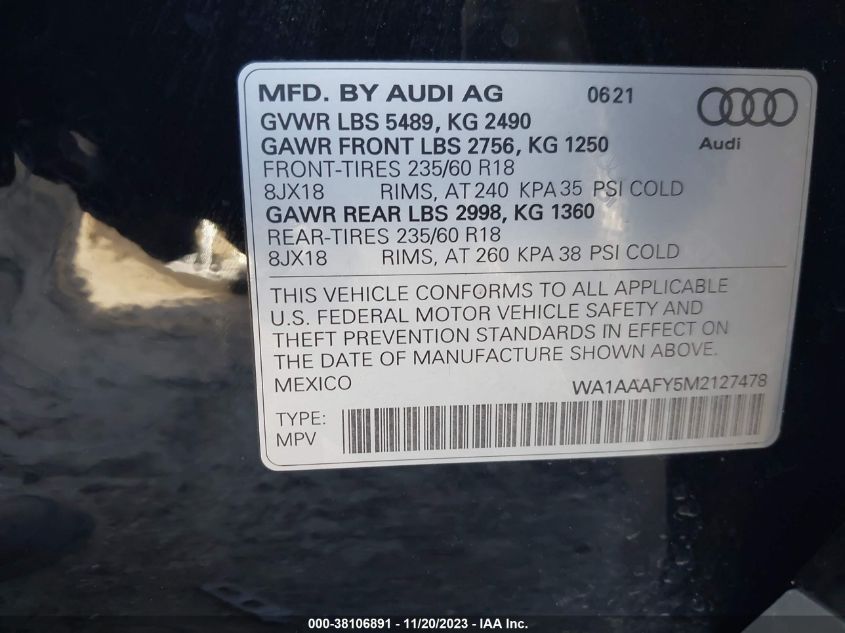 MFD. BY AUDI AG 0621
GVWR LBS 5489, KG 2490
GAWR FRONT LBS 2756, KG 1250
Audi
FRONT-TIRES 235/60 R18
8JX18 RIMS, AT 240 KPA 35 PSI COLD
GAWR REAR LBS 2998, KG 1360
REAR-TIRES 235/60 R18
8JX18 RIMS, AT 260 KPA 38 PSI COLD
THIS VEHICLE CONFORMS TO ALL APPLICABLE
U.S. FEDERAL MOTOR VEHICLE SAFETY AND
THEFT PREVENTION STANDARDS IN EFFECT ON
THE DATE OF MANUFACTURE SHOWN ABOVE.
MEXICO WA1AAAFY5M2127478
TYPE:
MPV
000-38106891 - 11/20/2023 - IAA Inc.